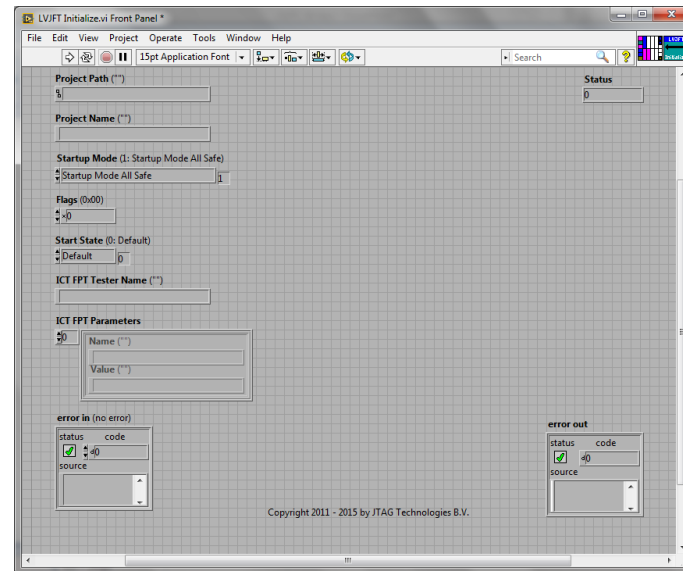 LVJFT Initialize.vi Front Panel *
File Edit View Project Operate Tools Window Help
15pt Application Font
Search
Project Path ("")
Status
0
Project Name ("")
Startup Mode (1: Startup Mode All Safe)
Startup Mode All Safe 1
Flags (0x00)
×0
Start State (0: Default)
Default 0
ICT FPT Tester Name ("")
ICT FPT Parameters
0
Name ("")
Value ("")
error in (no error)
status code
d0
source
error out
status code
d0
source
Copyright 2011 - 2015 by JTAG Technologies B.V.